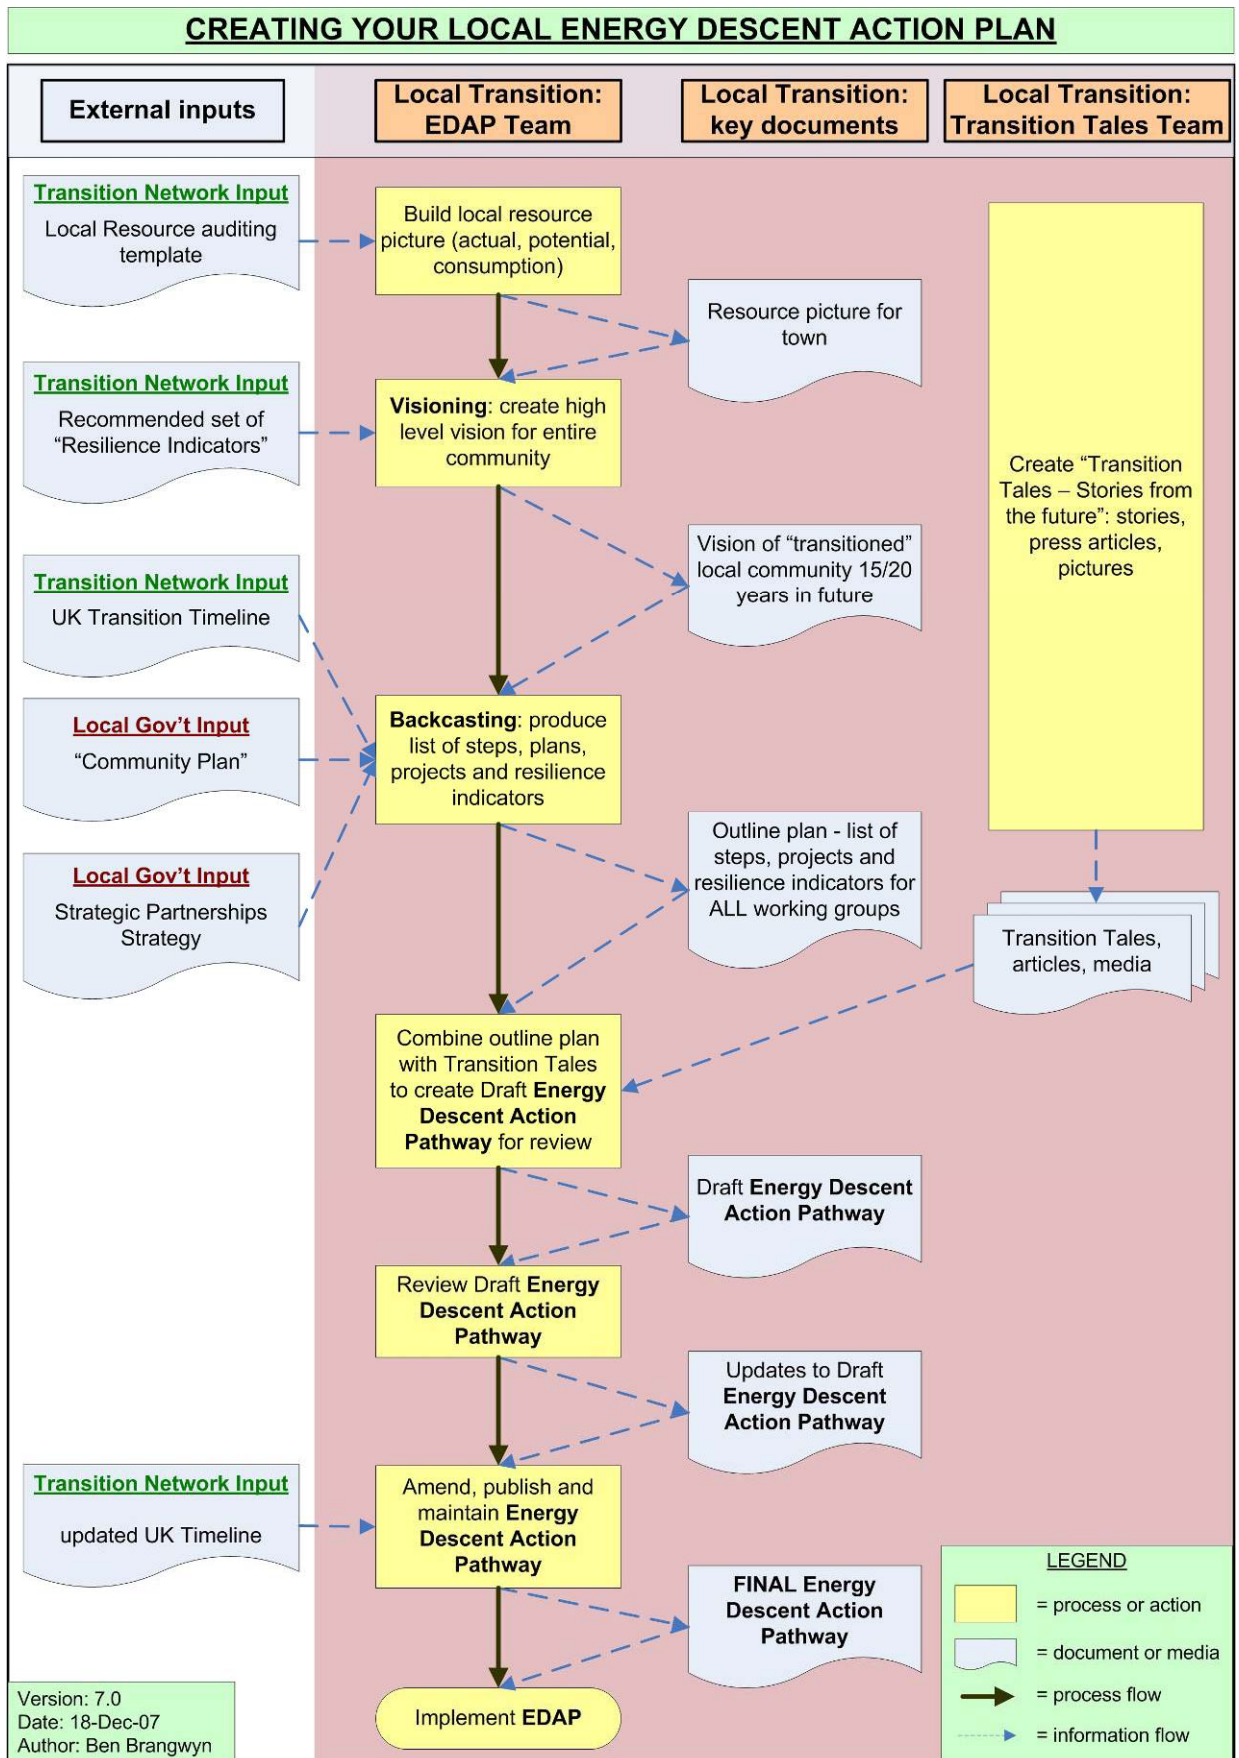 CREATING YOUR LOCAL ENERGY DESCENT ACTION PLAN
External inputs
Local Transition:
EDAP Team
Local Transition:
key documents
Local Transition:
Transition Tales Team
Transition Network Input
Local Resource auditing
template
Build local resource
picture (actual, potential,
consumption)
Resource picture for
town
Transition Network Input
Recommended set of
“Resilience Indicators”
Visioning: create high
level vision for entire
community
Create “Transition
Tales – Stories from
the future”: stories,
press articles,
pictures
Vision of “transitioned”
local community 15/20
years in future
Transition Network Input
UK Transition Timeline
Local Gov’t Input
“Community Plan”
Backcasting: produce
list of steps, plans,
projects and resilience
indicators
Local Gov’t Input
Strategic Partnerships
Strategy
Outline plan - list of
steps, projects and
resilience indicators for
ALL working groups
Transition Tales,
articles, media
Combine outline plan
with Transition Tales
to create Draft Energy
Descent Action
Pathway for review
Draft Energy Descent
Action Pathway
Review Draft Energy
Descent Action
Pathway
Updates to Draft
Energy Descent
Action Pathway
Transition Network Input
updated UK Timeline
Amend, publish and
maintain Energy
Descent Action
Pathway
FINAL Energy
Descent Action
Pathway
Implement EDAP
LEGEND
= process or action
= document or media
= process flow
= information flow
Version: 7.0
Date: 18-Dec-07
Author: Ben Brangwyn